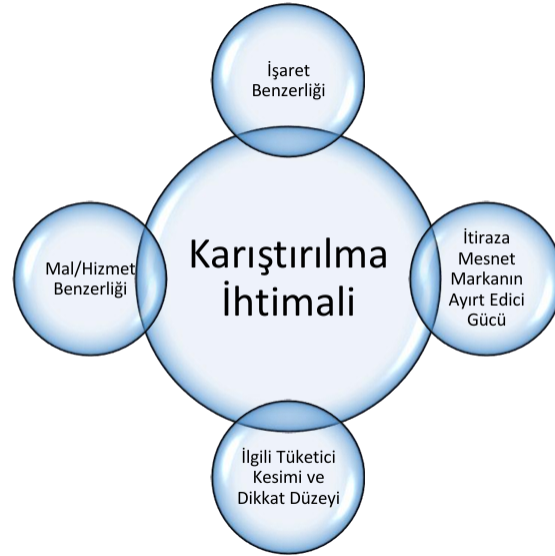 İşaret
Benzerliği
Mal/Hizmet
Benzerliği
Karıştırılma
İhtimali
İtiraza
Mesnet
Markanın
Ayırt Edici
Gücü
İlgili Tüketici
Kesimi ve
Dikkat Düzeyi